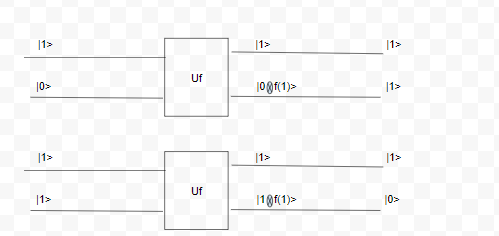 |1> |1> |1>
Uf
|0> |0⊕f(1)> |1>
|1> |1> |1>
Uf
|1> |1⊕f(1)> |0>